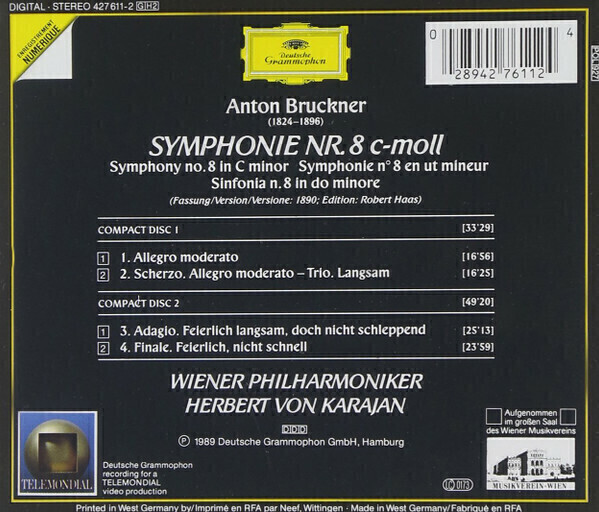 DIGITAL · STEREO 427 611-2 GH2
ENREGISTREMENT
NUMÉRIQUE
Deutsche
Grammophon
0 28942 76112 4
POL 927
Anton Bruckner
(1824–1896)
SYMPHONIE NR. 8 c-moll
Symphony no. 8 in C minor Symphonie n° 8 en ut mineur
Sinfonia n. 8 in do minore
(Fassung/Version/Versione: 1890; Edition: Robert Haas)
COMPACT DISC 1 [33'29]
1 1. Allegro moderato [16'56]
2 2. Scherzo. Allegro moderato – Trio. Langsam [16'25]
COMPACT DISC 2 [49'20]
1 3. Adagio. Feierlich langsam, doch nicht schleppend [25'13]
2 4. Finale. Feierlich, nicht schnell [23'59]
WIENER PHILHARMONIKER
HERBERT VON KARAJAN
DDD
℗ 1989 Deutsche Grammophon GmbH, Hamburg
TELEMONDIAL
Deutsche Grammophon
recording for a
TELEMONDIAL
video production
LC 0173
Aufgenommen
im großen Saal
des Wiener Musikvereins
MUSIKVEREIN · WIEN
Printed in West Germany by/Imprimé en RFA par Neef, Wittingen · Made in West Germany/Fabriqué en RFA